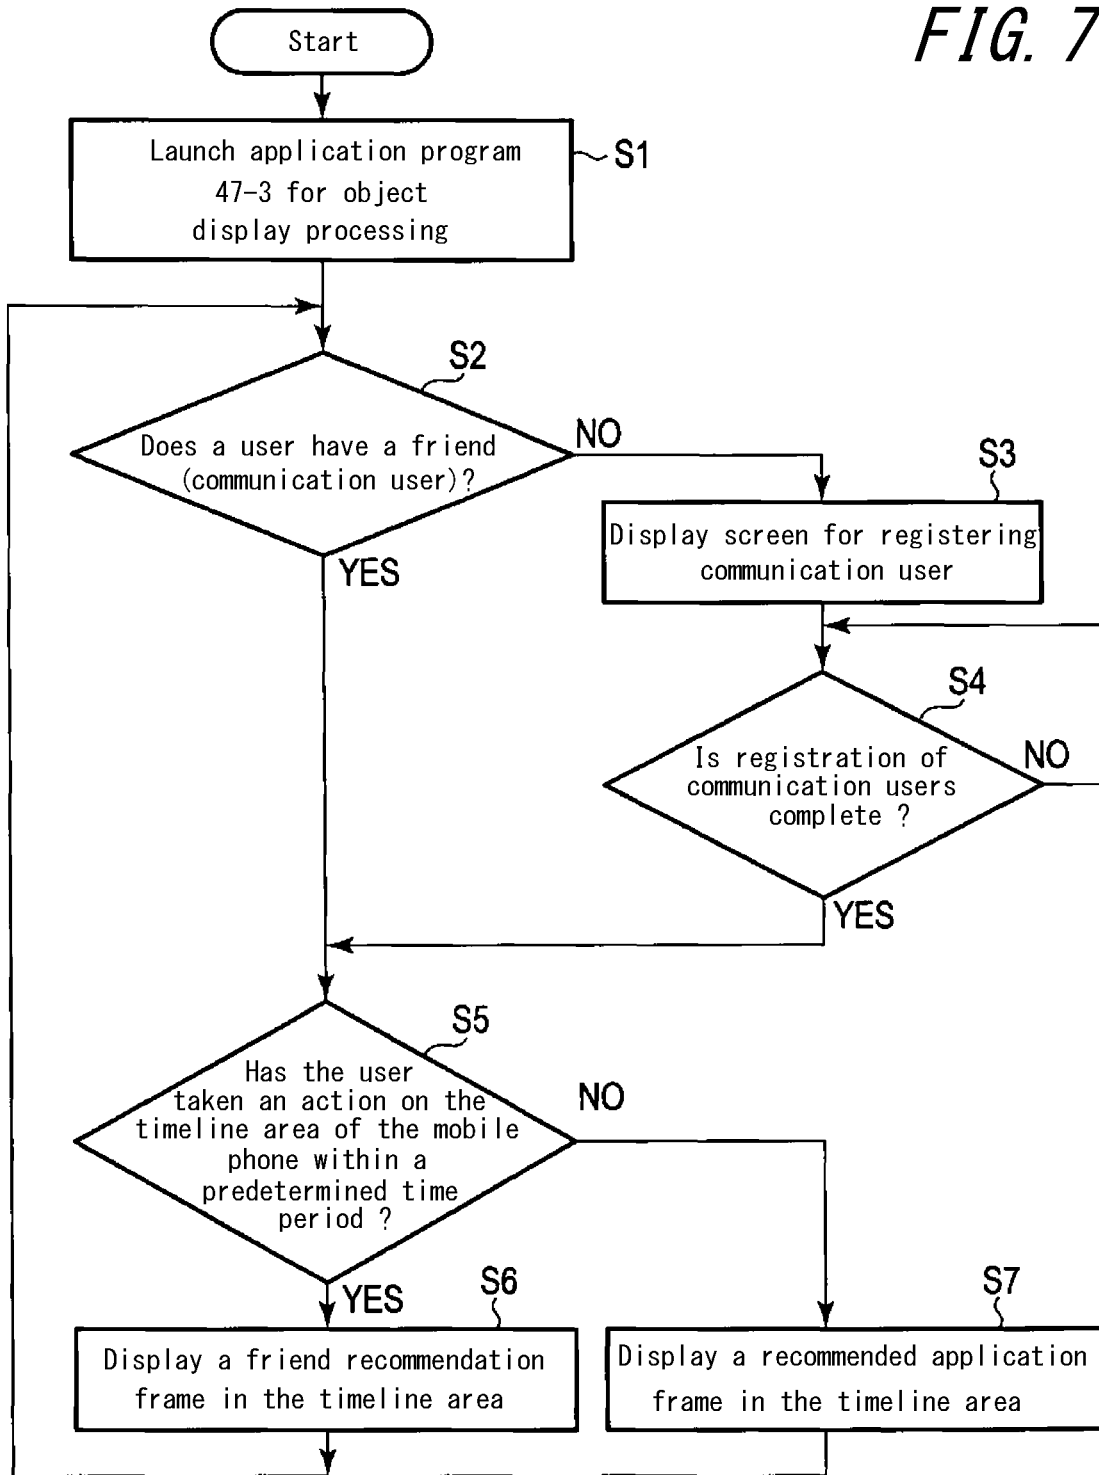 FIG. 7
Start
Launch application program
47-3 for object
display processing
S1
S2
Does a user have a friend
(communication user)?
NO
YES
S3
Display screen for registering
communication user
S4
Is registration of
communication users
complete ?
NO
YES
S5
Has the user
taken an action on the
timeline area of the mobile
phone within a
predetermined time
period ?
NO
YES
S6
Display a friend recommendation
frame in the timeline area
S7
Display a recommended application
frame in the timeline area